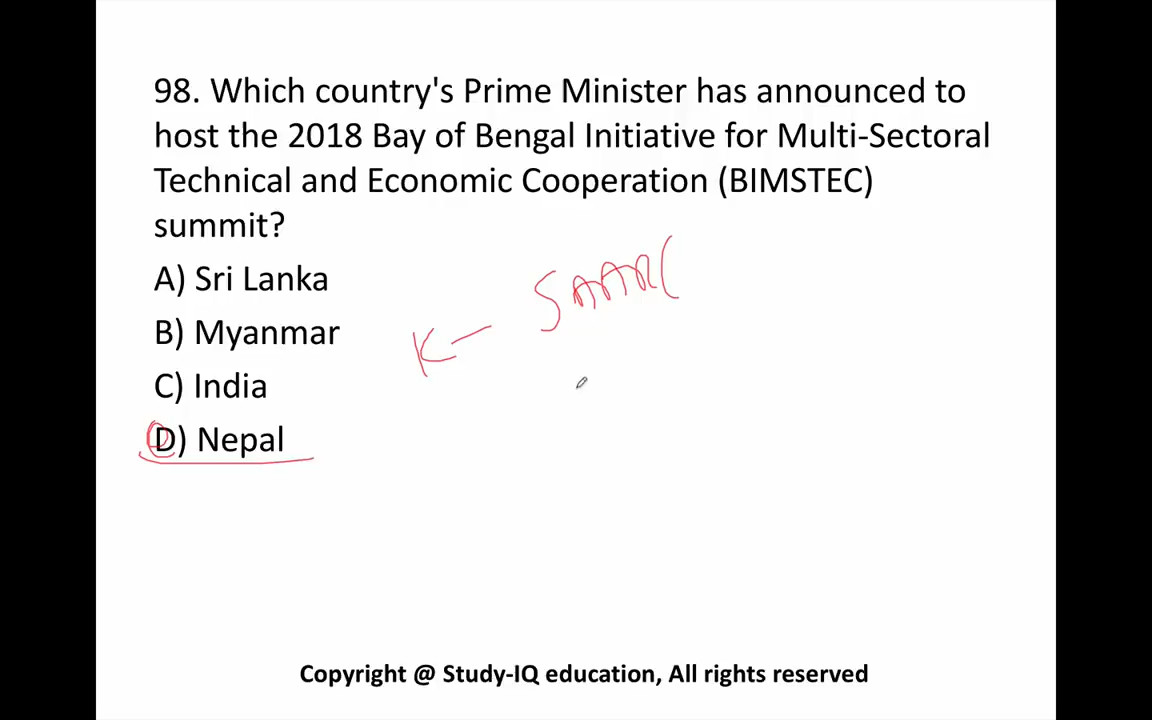 98. Which country's Prime Minister has announced to
host the 2018 Bay of Bengal Initiative for Multi-Sectoral
Technical and Economic Cooperation (BIMSTEC)
summit?
A) Sri Lanka
SAARC
B) Myanmar
K –
C) India
D) Nepal
Copyright @ Study-IQ education, All rights reserved